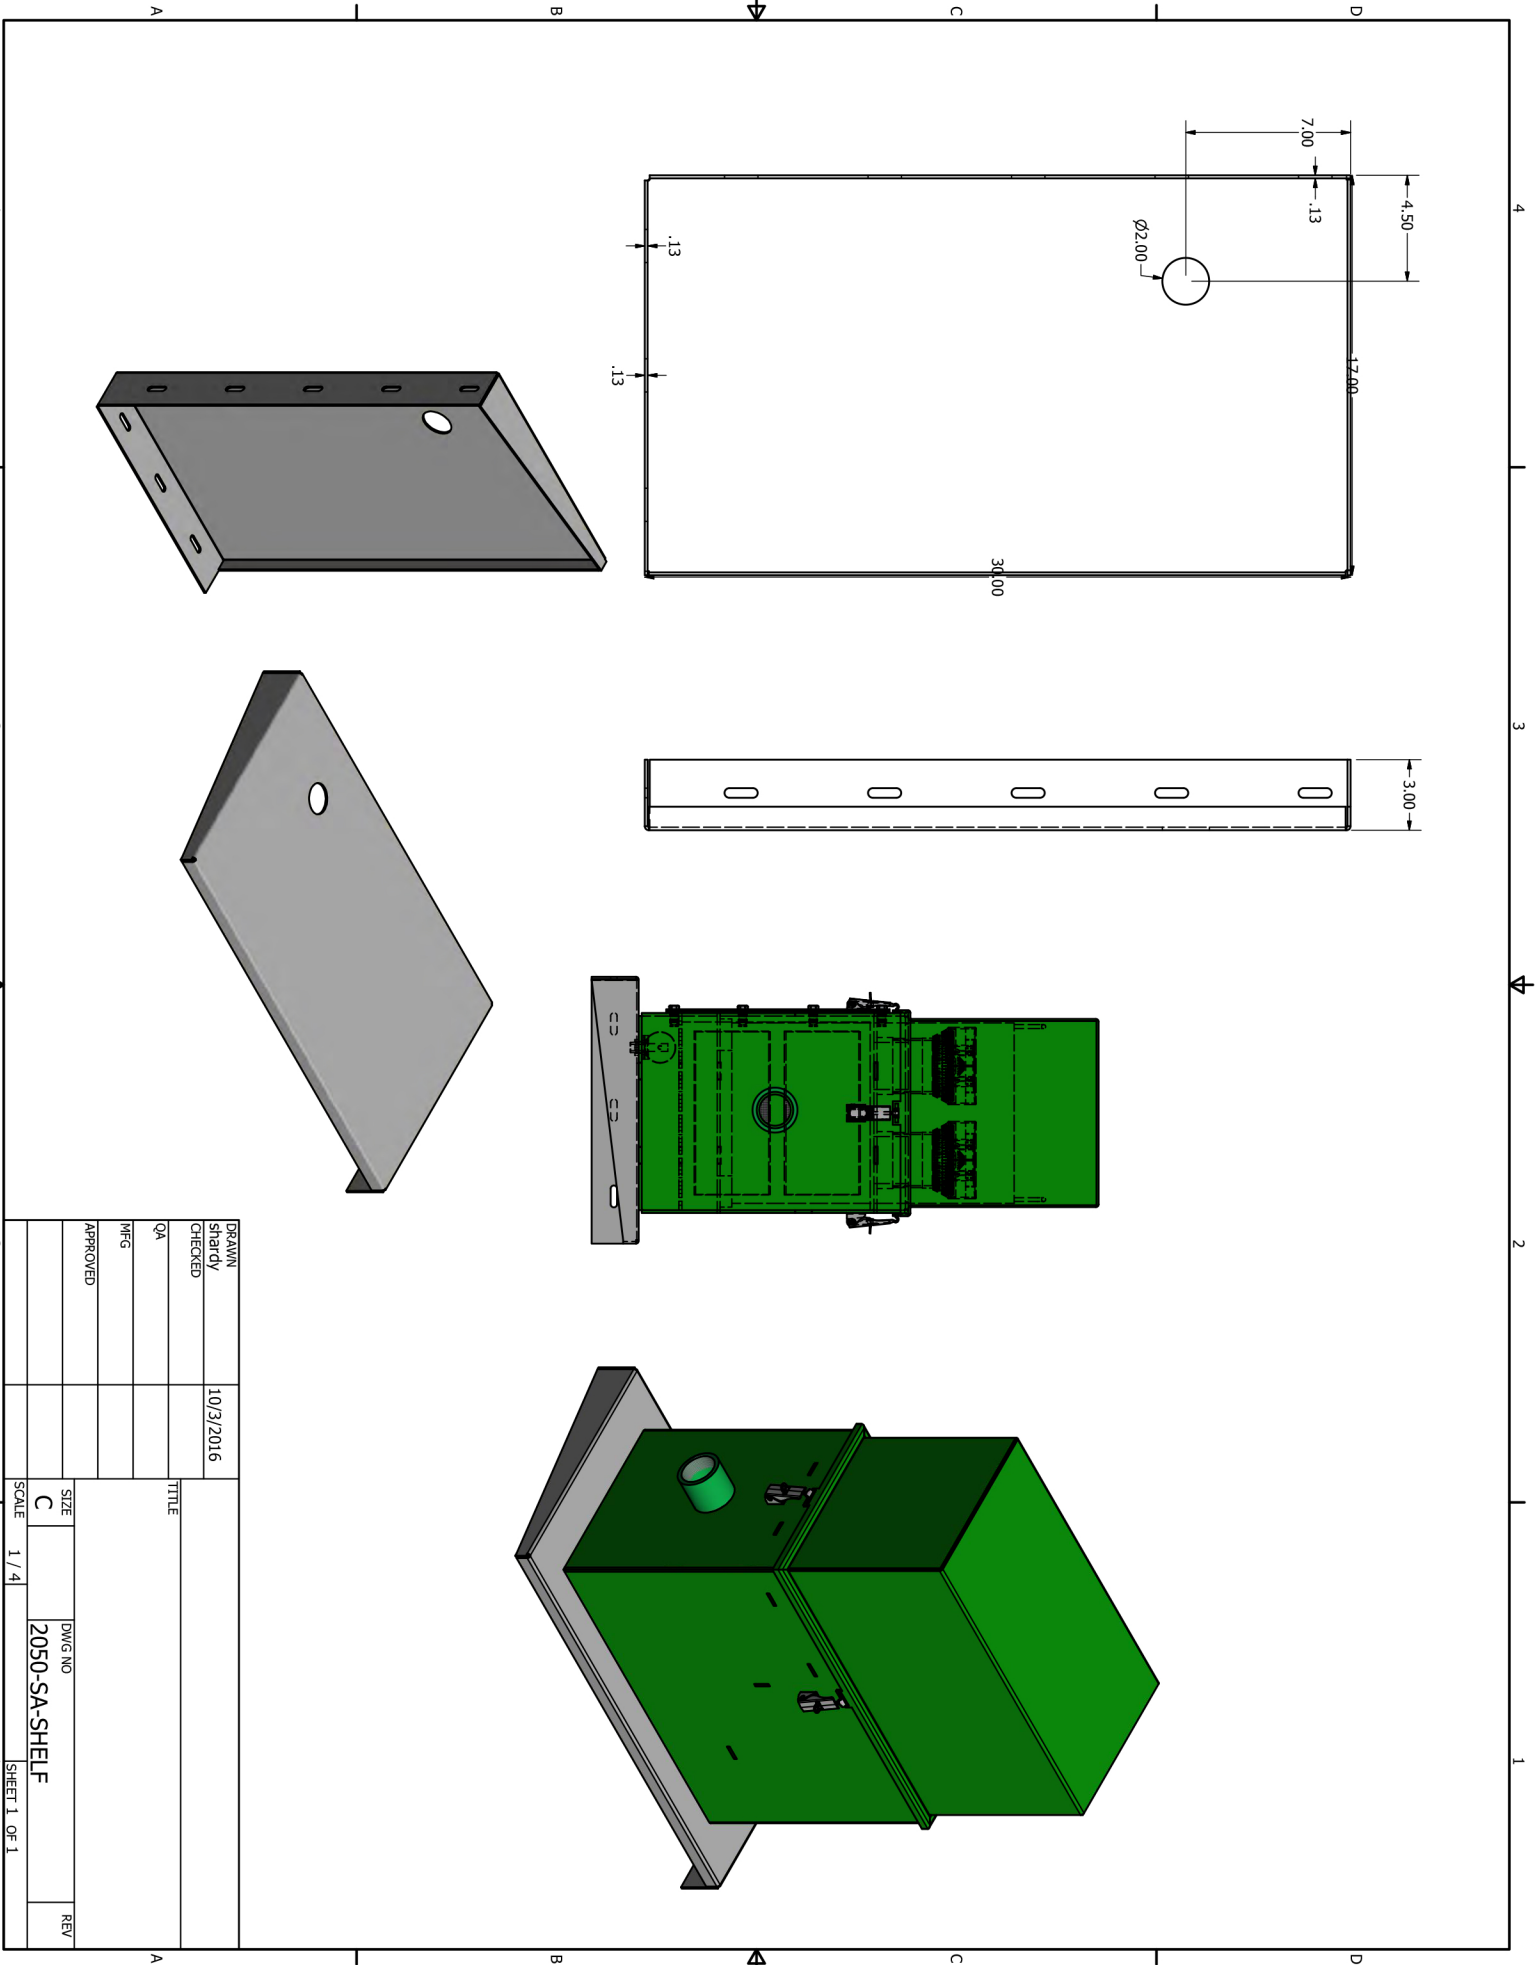 4
3
2
1
D
C
B
A
D
C
B
A
7.00
.13
4.50
Ø2.00
17.00
.13
.13
30.00
3.00
DRAWN
shardy
10/3/2016
CHECKED
QA
MFG
APPROVED
TITLE
SIZE
C
DWG NO
2050-SA-SHELF
REV
SCALE
1 / 4
SHEET 1 OF 1